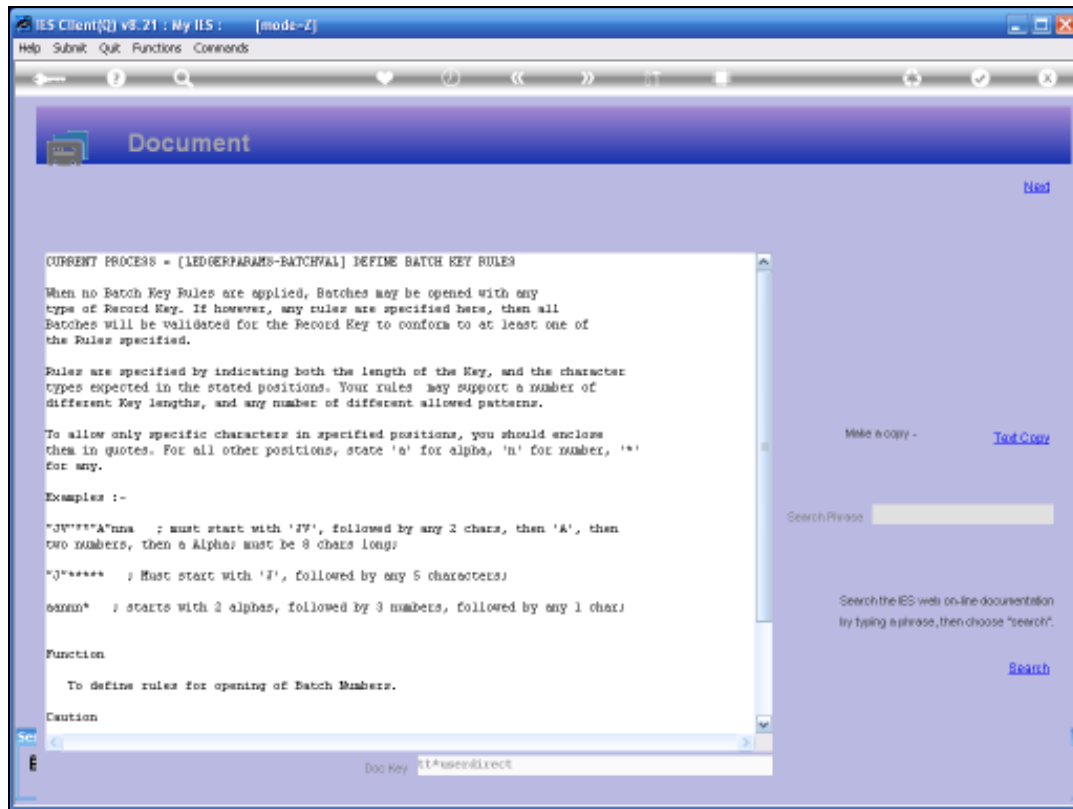 IES Client(Q) v8.21 : My IES : [mode-Z]
Help Submit Quit Functions Commands
Document
Next
CURRENT PROCESS = [LEDGERPARAMS-BATCHVAL] DEFINE BATCH KEY RULES
When no Batch Key Rules are applied, Batches may be opened with any
type of Record Key. If however, any rules are specified here, then all
Batches will be validated for the Record Key to conform to at least one of
the Rules specified.
Rules are specified by indicating both the length of the Key, and the character
types expected in the stated positions. Your rules may support a number of
different Key lengths, and any number of different allowed patterns.
To allow only specific characters in specified positions, you should enclose
them in quotes. For all other positions, state 'a' for alpha, 'n' for number, '*'
for any.
Examples :-
"JV"**"A"nna ; must start with 'JV', followed by any 2 chars, then 'A', then
two numbers, then a Alpha; must be 8 chars long;
"J"***** ; Must start with 'J', followed by any 5 characters;
aannn* ; starts with 2 alphas, followed by 3 numbers, followed by any 1 char;
Function
To define rules for opening of Batch Numbers.
Caution
Make a copy -
Text Copy
Search Phrase
Search the IES web on-line documentation
by typing a phrase, then choose "search".
Search
Doc Key tt*userdirect